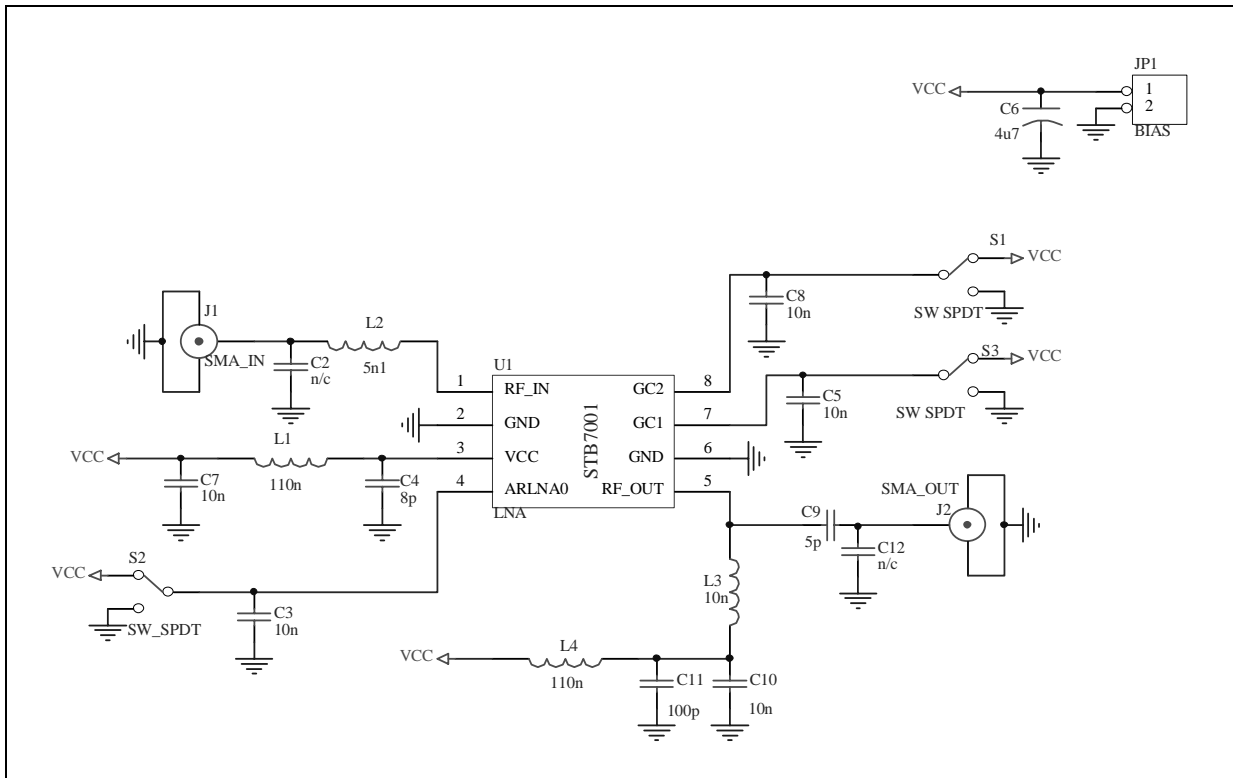 JP1
VCC
1
C6
2
4u7
BIAS
S1
VCC
C8
10n
SW SPDT
J1
L2
S3
VCC
SMA_IN
C2
n/c
5n1
U1
1
RF_IN
GC2
8
C5
10n
SW SPDT
2
GND
GC1
7
STB7001
L1
VCC
3
VCC
GND
6
C7
10n
110n
C4
8p
4
ARLNA0
RF_OUT
5
LNA
SMA_OUT
C9
J2
5p
C12
n/c
S2
VCC
L3
10n
C3
10n
SW_SPDT
L4
VCC
110n
C11
C10
100p
10n